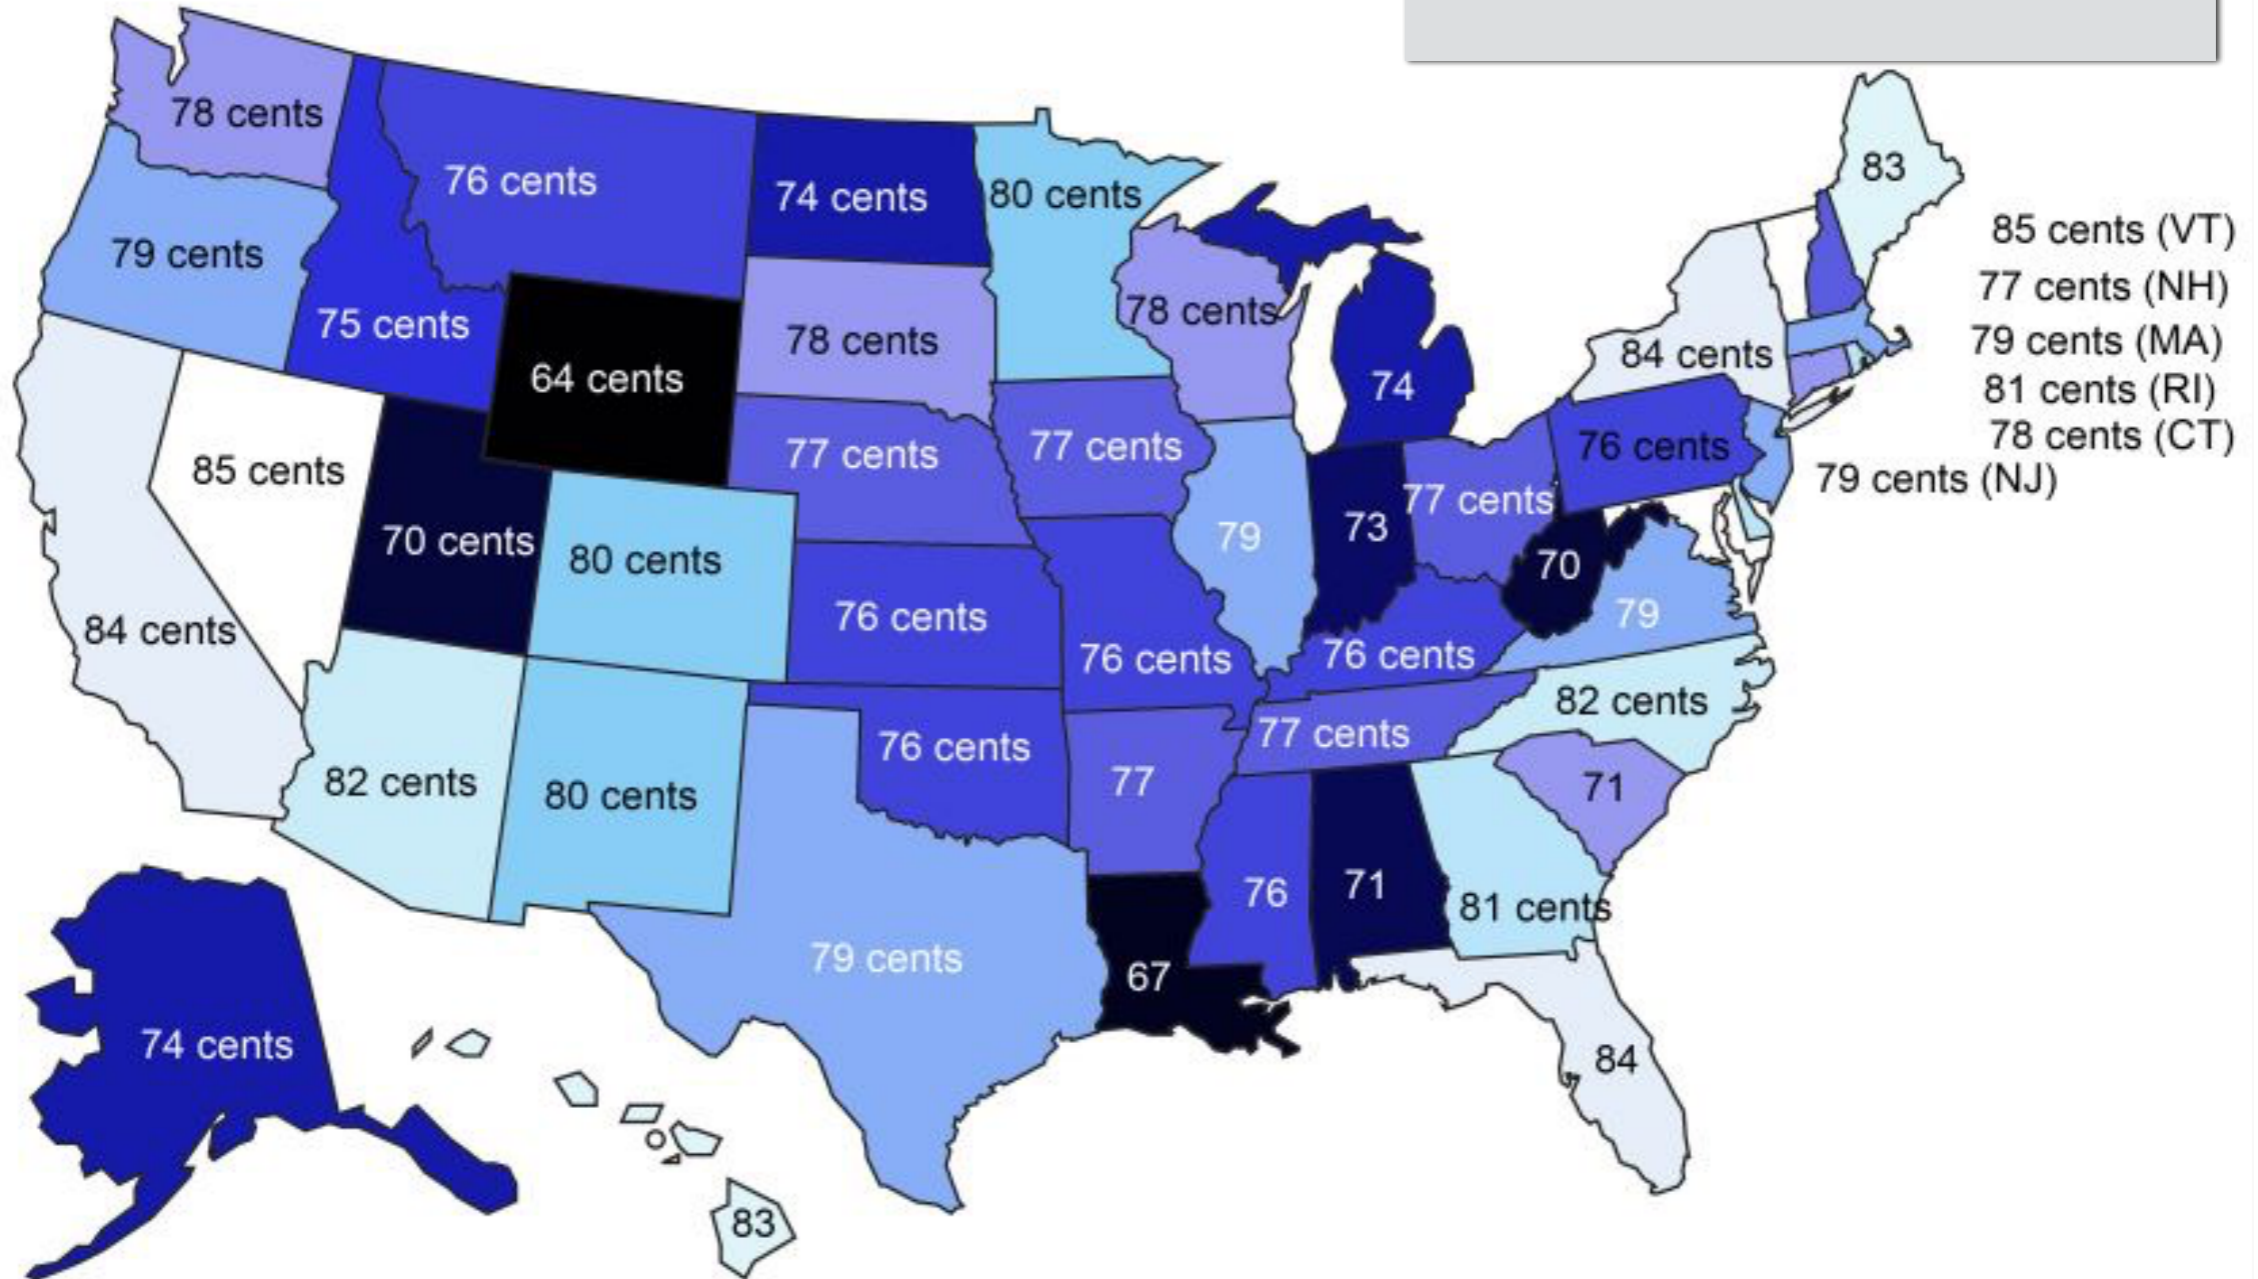 78 cents
76 cents
74 cents
80 cents
83
79 cents
85 cents (VT)
77 cents (NH)
79 cents (MA)
81 cents (RI)
78 cents (CT)
79 cents (NJ)
75 cents
64 cents
78 cents
78 cents
74
84 cents
85 cents
77 cents
77 cents
76 cents
70 cents
80 cents
79
73
77 cents
70
79
84 cents
76 cents
76 cents
76 cents
82 cents
82 cents
80 cents
76 cents
77
77 cents
71
79 cents
67
76
71
81 cents
84
74 cents
83